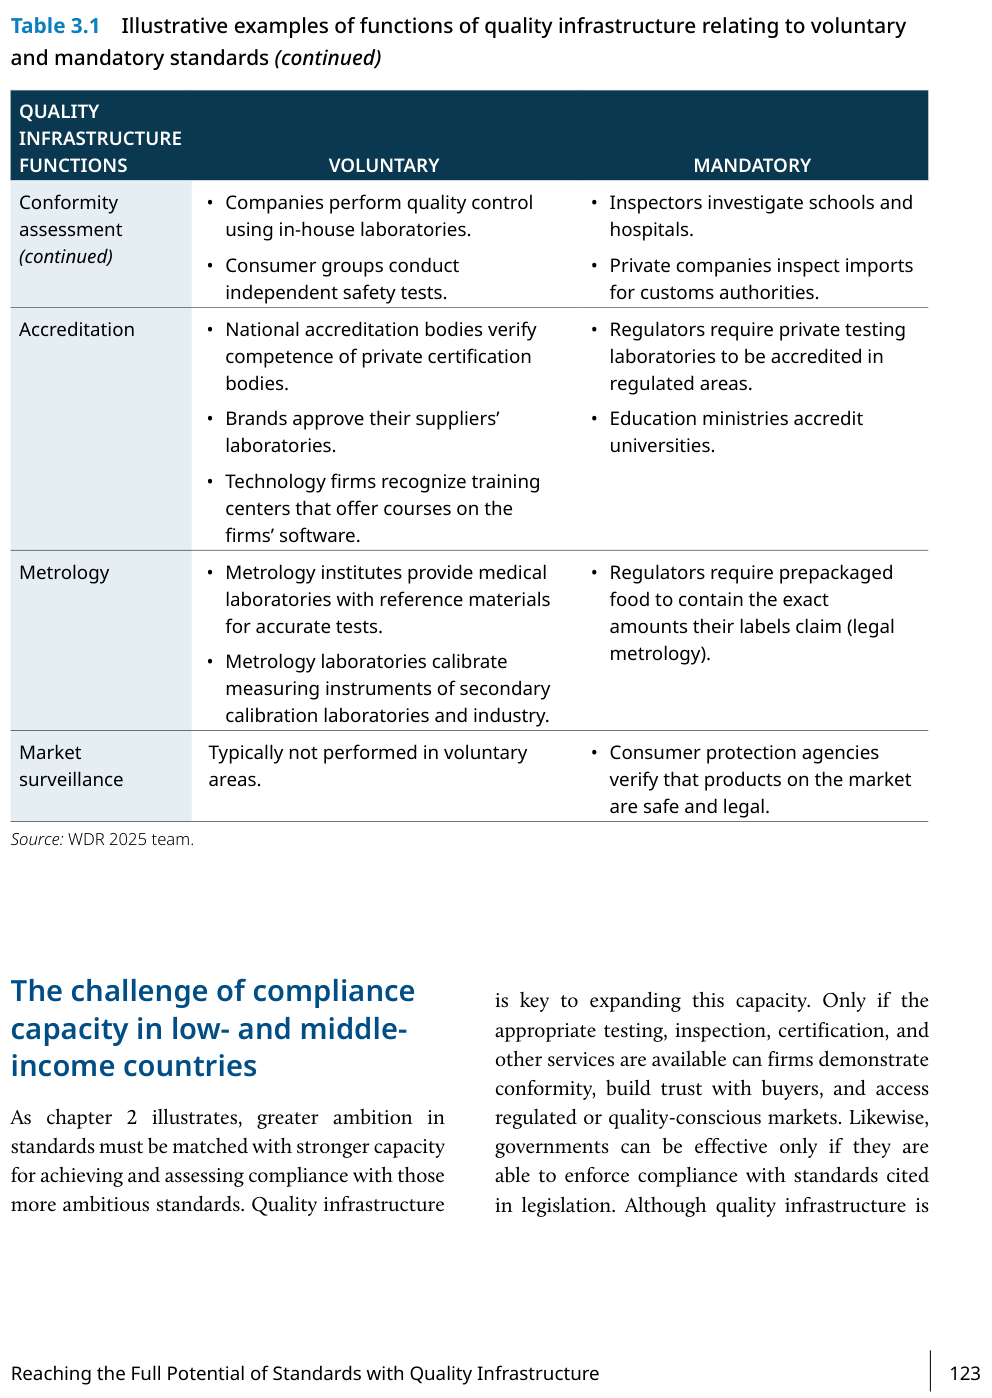 Table 3.1 Illustrative examples of functions of quality infrastructure relating to voluntary
and mandatory standards (continued)
QUALITY
INFRASTRUCTURE
FUNCTIONS
VOLUNTARY
MANDATORY
Conformity
assessment
(continued)
• Companies perform quality control
using in-house laboratories.
• Consumer groups conduct
independent safety tests.
• Inspectors investigate schools and
hospitals.
• Private companies inspect imports
for customs authorities.
Accreditation
• National accreditation bodies verify
competence of private certification
bodies.
• Brands approve their suppliers’
laboratories.
• Technology firms recognize training
centers that offer courses on the
firms’ software.
• Regulators require private testing
laboratories to be accredited in
regulated areas.
• Education ministries accredit
universities.
Metrology
• Metrology institutes provide medical
laboratories with reference materials
for accurate tests.
• Metrology laboratories calibrate
measuring instruments of secondary
calibration laboratories and industry.
• Regulators require prepackaged
food to contain the exact
amounts their labels claim (legal
metrology).
Market
surveillance
Typically not performed in voluntary
areas.
• Consumer protection agencies
verify that products on the market
are safe and legal.
Source: WDR 2025 team.
The challenge of compliance
capacity in low- and middle-
income countries
As chapter 2 illustrates, greater ambition in
standards must be matched with stronger capacity
for achieving and assessing compliance with those
more ambitious standards. Quality infrastructure
is key to expanding this capacity. Only if the
appropriate testing, inspection, certification, and
other services are available can firms demonstrate
conformity, build trust with buyers, and access
regulated or quality-conscious markets. Likewise,
governments can be effective only if they are
able to enforce compliance with standards cited
in legislation. Although quality infrastructure is
Reaching the Full Potential of Standards with Quality Infrastructure
123